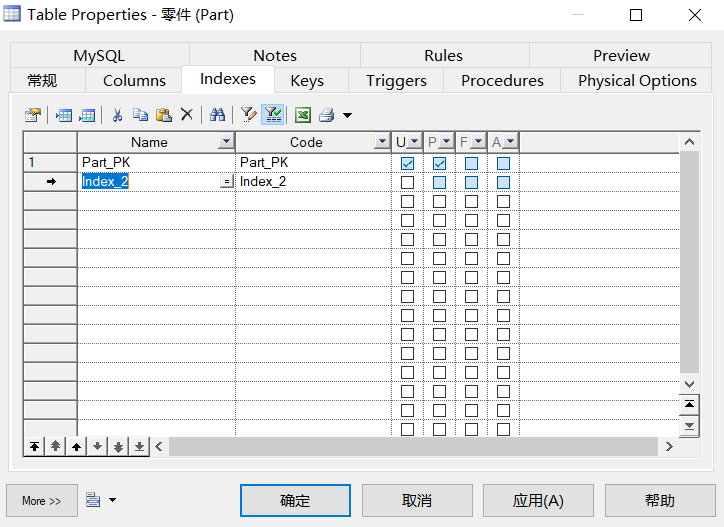 Table Properties - 零件 (Part)
MySQL Notes Rules Preview
常规 Columns Indexes Keys Triggers Procedures Physical Options
Name Code U P F A
1 Part_PK Part_PK
Index_2 = Index_2
More >> 确定 取消 应用(A) 帮助